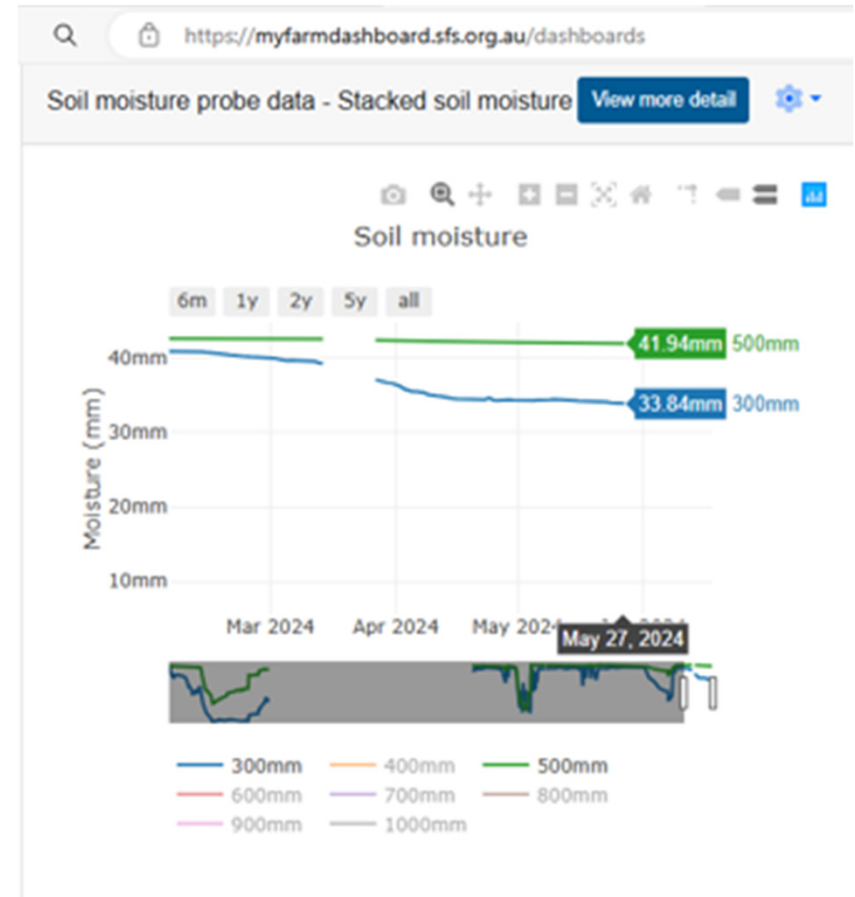 https://myfarmdashboard.sfs.org.au/dashboards
Soil moisture probe data - Stacked soil moisture View more detail
Soil moisture
6m 1y 2y 5y all
41.94mm 500mm
40mm
33.84mm 300mm
30mm
20mm
10mm
Moisture (mm)
Mar 2024 Apr 2024 May 202
May 27, 2024
300mm 400mm 500mm
600mm 700mm 800mm
900mm 1000mm